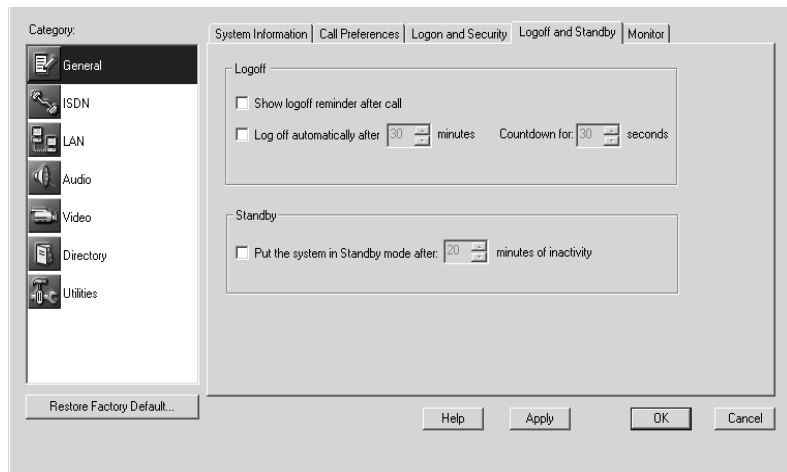 Category:
General
ISDN
LAN
Audio
Video
Directory
Utilities
Restore Factory Default...
System Information
Call Preferences
Logon and Security
Logoff and Standby
Monitor
Logoff
Show logoff reminder after call
Log off automatically after 30 minutes Countdown for: 30 seconds
Standby
Put the system in Standby mode after: 20 minutes of inactivity
Help
Apply
OK
Cancel